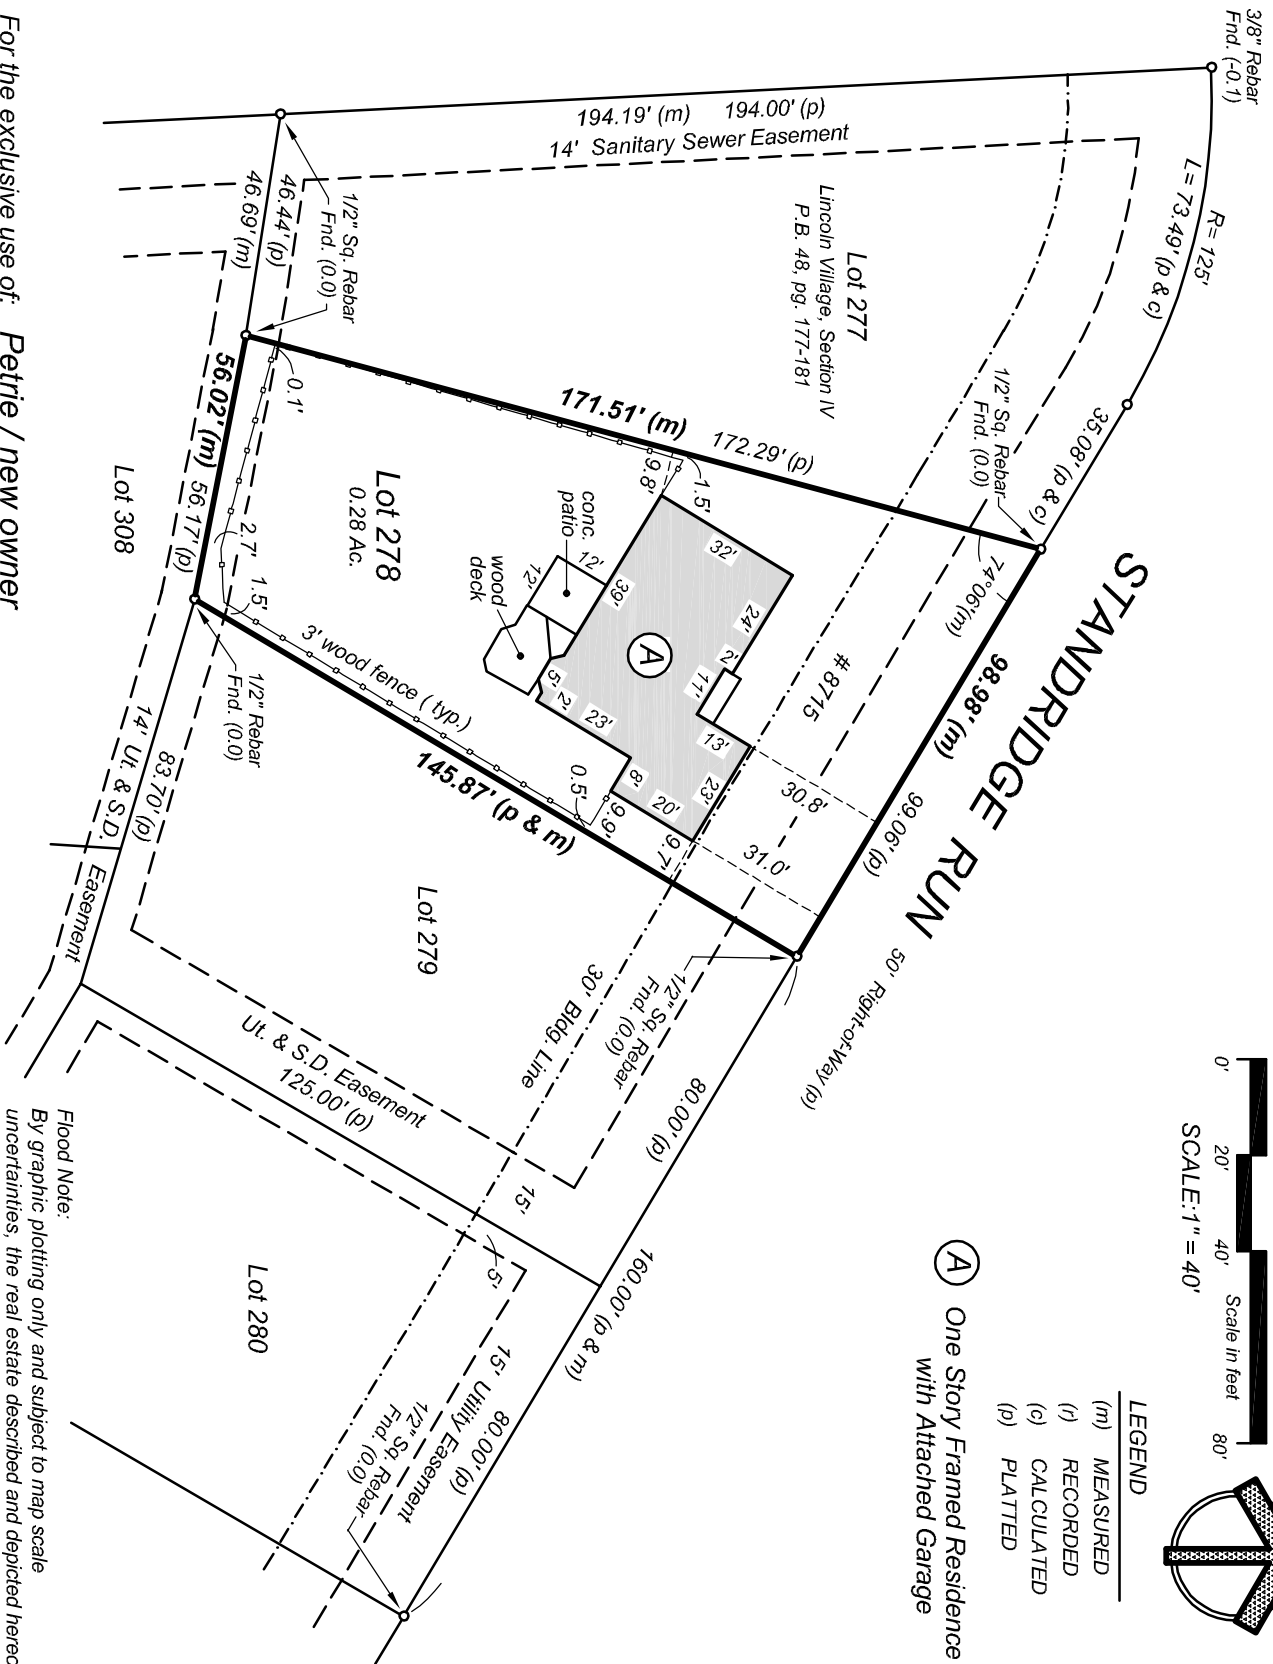 3/8" Rebar
Fnd. (-0.1)
R= 125'
L= 73.49' (p & c)
194.19' (m) 194.00' (p)
14' Sanitary Sewer Easement
Lot 277
Lincoln Village, Section IV
P.B. 48, pg. 177-181
1/2" Sq. Rebar
Fnd. (0.0)
35.08' (p & c)
46.44' (p)
46.69' (m)
1/2" Sq. Rebar
Fnd. (0.0)
STANDRIDGE RUN
50' Right-of-Way (p)
74°06'(m)
98.98' (m)
99.06' (p)
171.51' (m)
172.29' (p)
0.1'
9.8'
1.5'
Lot 278
0.28 Ac.
# 8715
32'
24'
2'
11'
13'
23'
39'
A
5'
2'
23'
8'
20'
conc.
patio
12'
12'
wood
deck
30.8'
31.0'
9.7'
9.9'
0.5'
56.02' (m)
56.17' (p)
2.7'
1.5'
3' wood fence ( typ.)
145.87' (p & m)
1/2" Rebar
Fnd. (0.0)
Lot 308
14' Ut. & S.D. Easement
83.70' (p)
Lot 279
1/2" Sq. Rebar
Fnd. (0.0)
30' Bldg. Line
Ut. & S.D. Easement
125.00' (p)
80.00' (p)
160.00' (p & m)
15'
5'
15' Utility Easement
80.00' (p)
1/2" Sq. Rebar
Fnd. (0.0)
Lot 280
0' 20' 40' Scale in feet 80'
SCALE:1" = 40'
LEGEND
(m) MEASURED
(r) RECORDED
(c) CALCULATED
(p) PLATTED
A One Story Framed Residence
with Attached Garage
For the exclusive use of: Petrie / new owner
Flood Note:
By graphic plotting only and subject to map scale
uncertainties, the real estate described and depicted herec